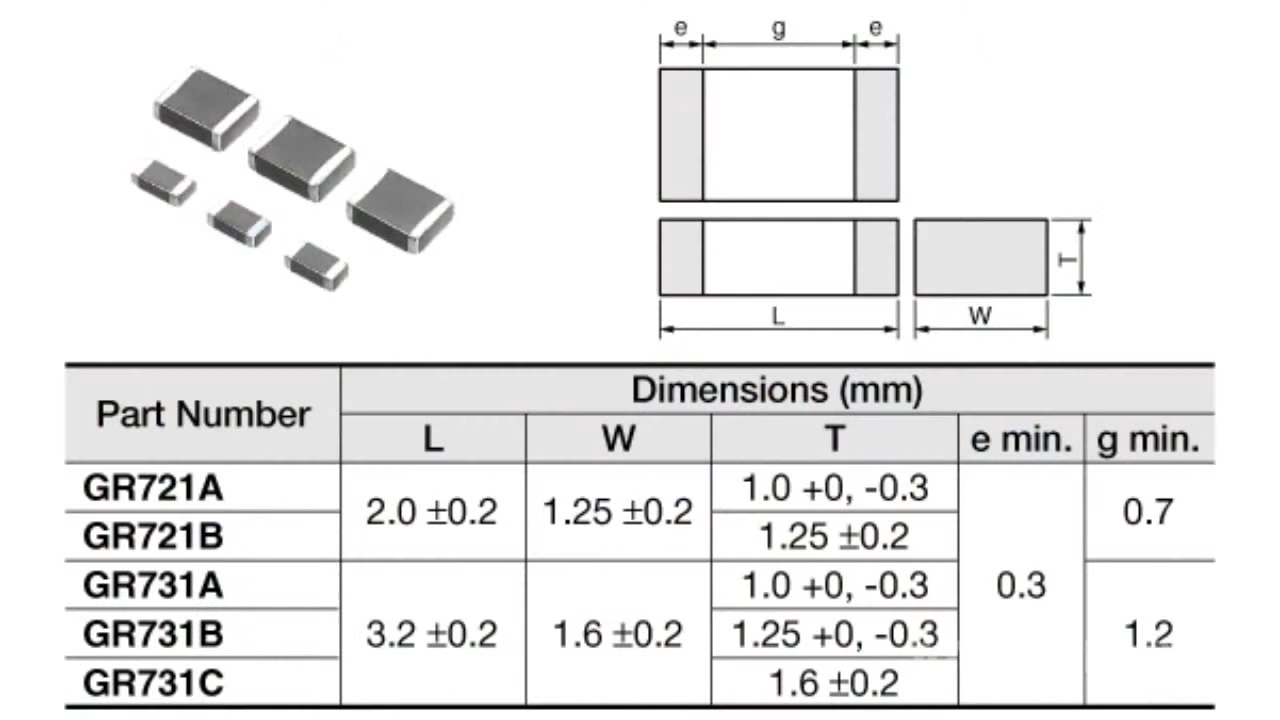 e g e
T
L W
Part Number Dimensions (mm)
L W T e min. g min.
GR721A 2.0 ±0.2 1.25 ±0.2 1.0 +0, -0.3 0.3 0.7
GR721B 1.25 ±0.2
GR731A 3.2 ±0.2 1.6 ±0.2 1.0 +0, -0.3 1.2
GR731B 1.25 +0, -0.3
GR731C 1.6 ±0.2